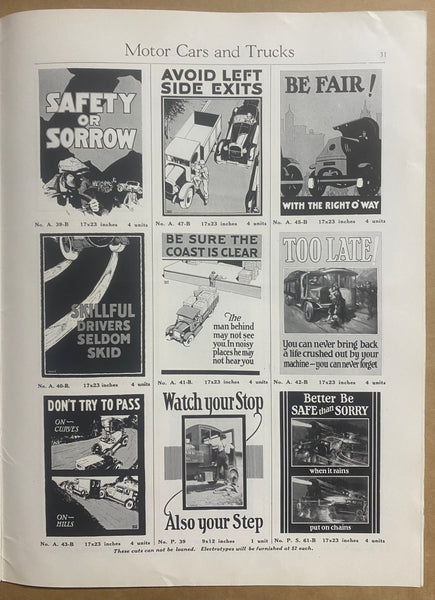 Motor Cars and Trucks
31
SAFETY
OR
SORROW
No. A. 39-B 17x23 inches 4 units
AVOID LEFT
SIDE EXITS
No. A. 47-B 17x23 inches 4 units
BE FAIR!
WITH THE RIGHT O' WAY
No. A. 48-B 17x23 inches 4 units
SKILLFUL
DRIVERS
SELDOM
SKID
No. A. 40-B. 17x23 inches 4 units
BE SURE THE
COAST IS CLEAR
The
man behind
may not see
you. In noisy
places he may
not hear you
No. A. 41-B. 17x23 inches 4 units
TOO LATE
You can never bring back
a life crushed out by your
machine—you can never forget
No. A. 42-B 17x23 inches 4 units
DON'T TRY TO PASS
ON—
CURVES
ON—
HILLS
No. A. 43-B 17x23 inches 4 units
Watch your Stop
Also your Step
No. P. 39 9x12 inches 1 unit
Better Be
SAFE than SORRY
when it rains
put on chains
No. P. S. 61-B 17x23 inches 4 units
These cuts can not be loaned. Electrotypes will be furnished at $2 each.